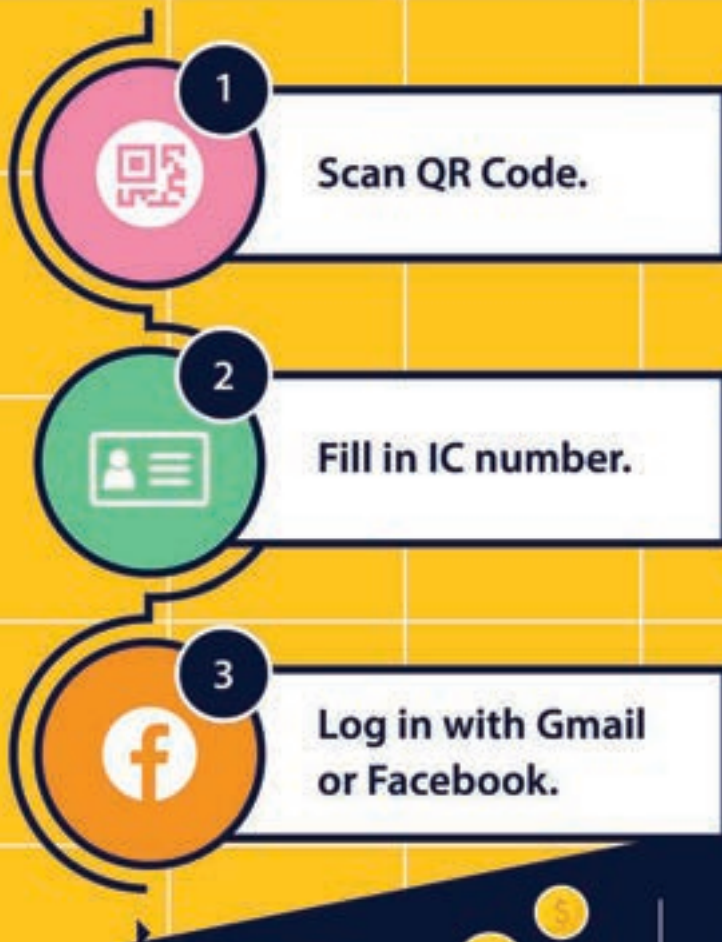 1
Scan QR Code.
2
Fill in IC number.
3
Log in with Gmail
or Facebook.
$